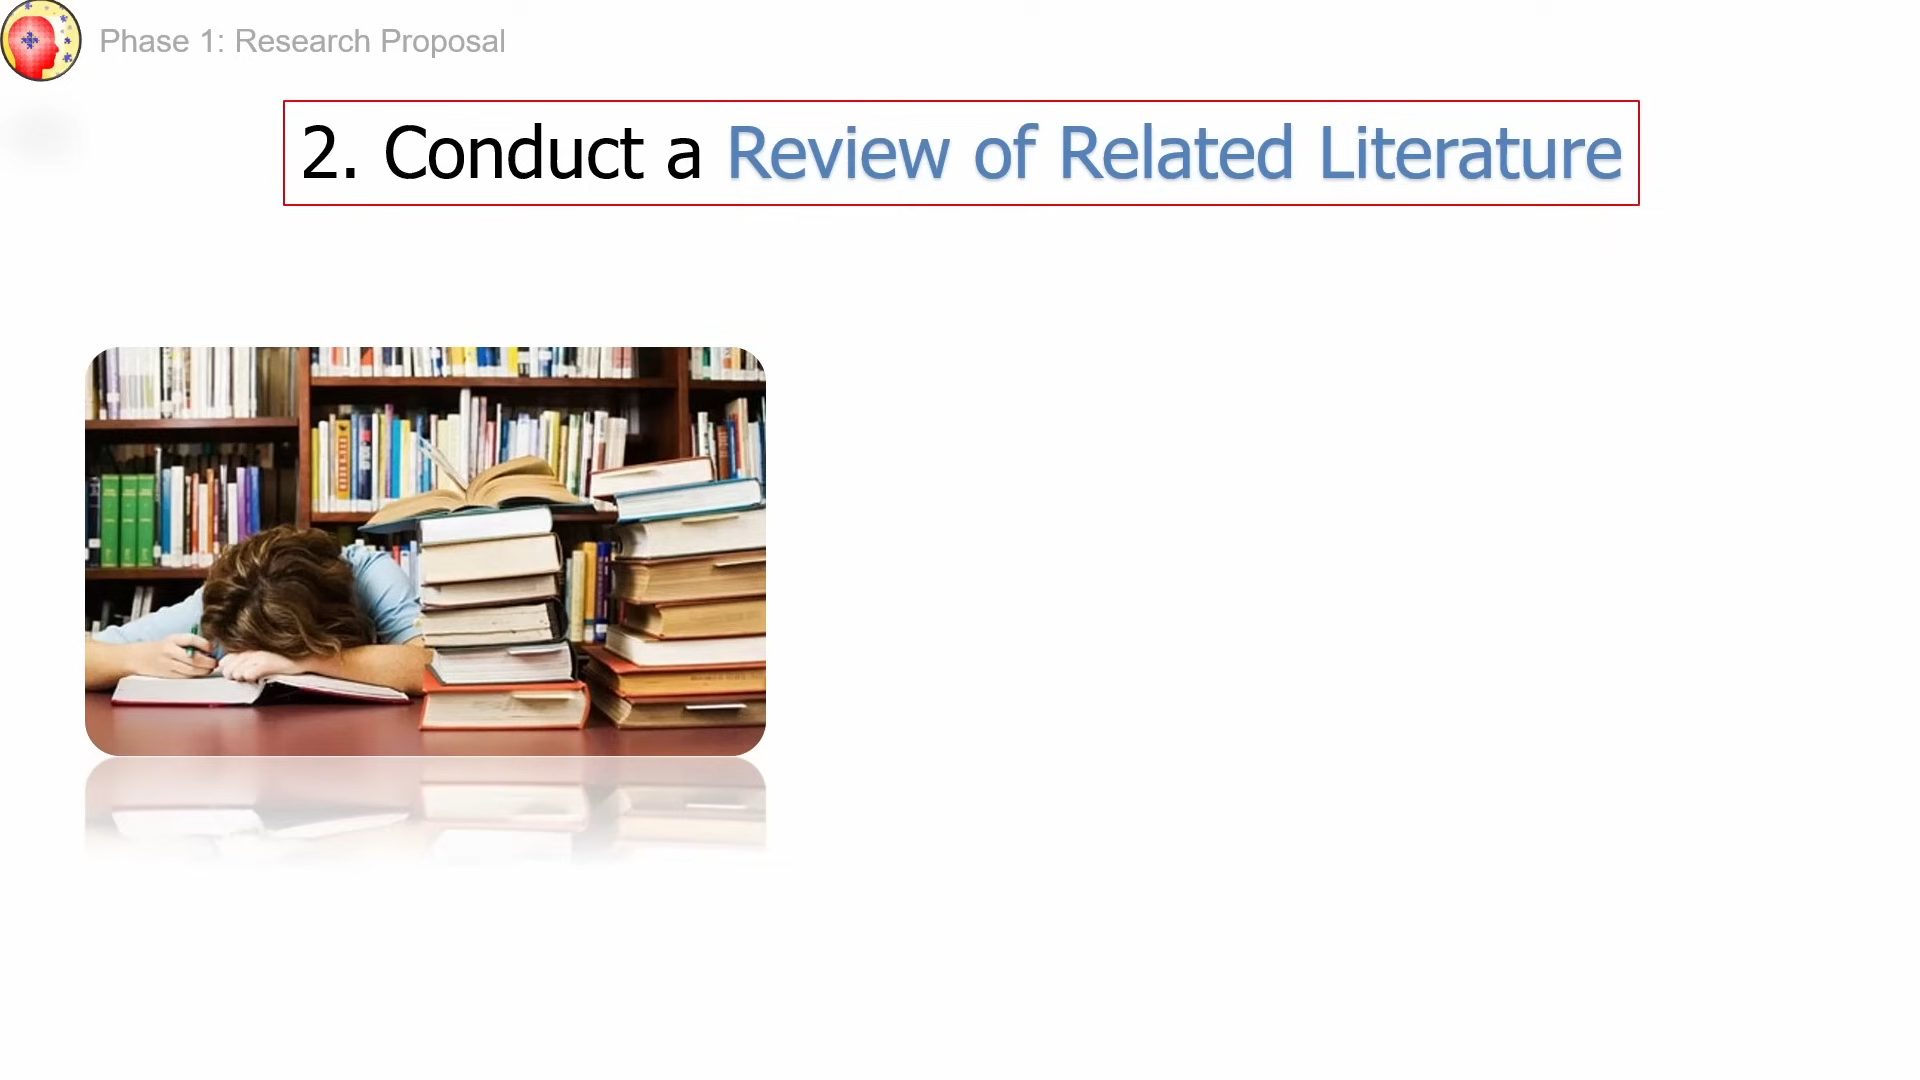 Phase 1: Research Proposal
2. Conduct a Review of Related Literature